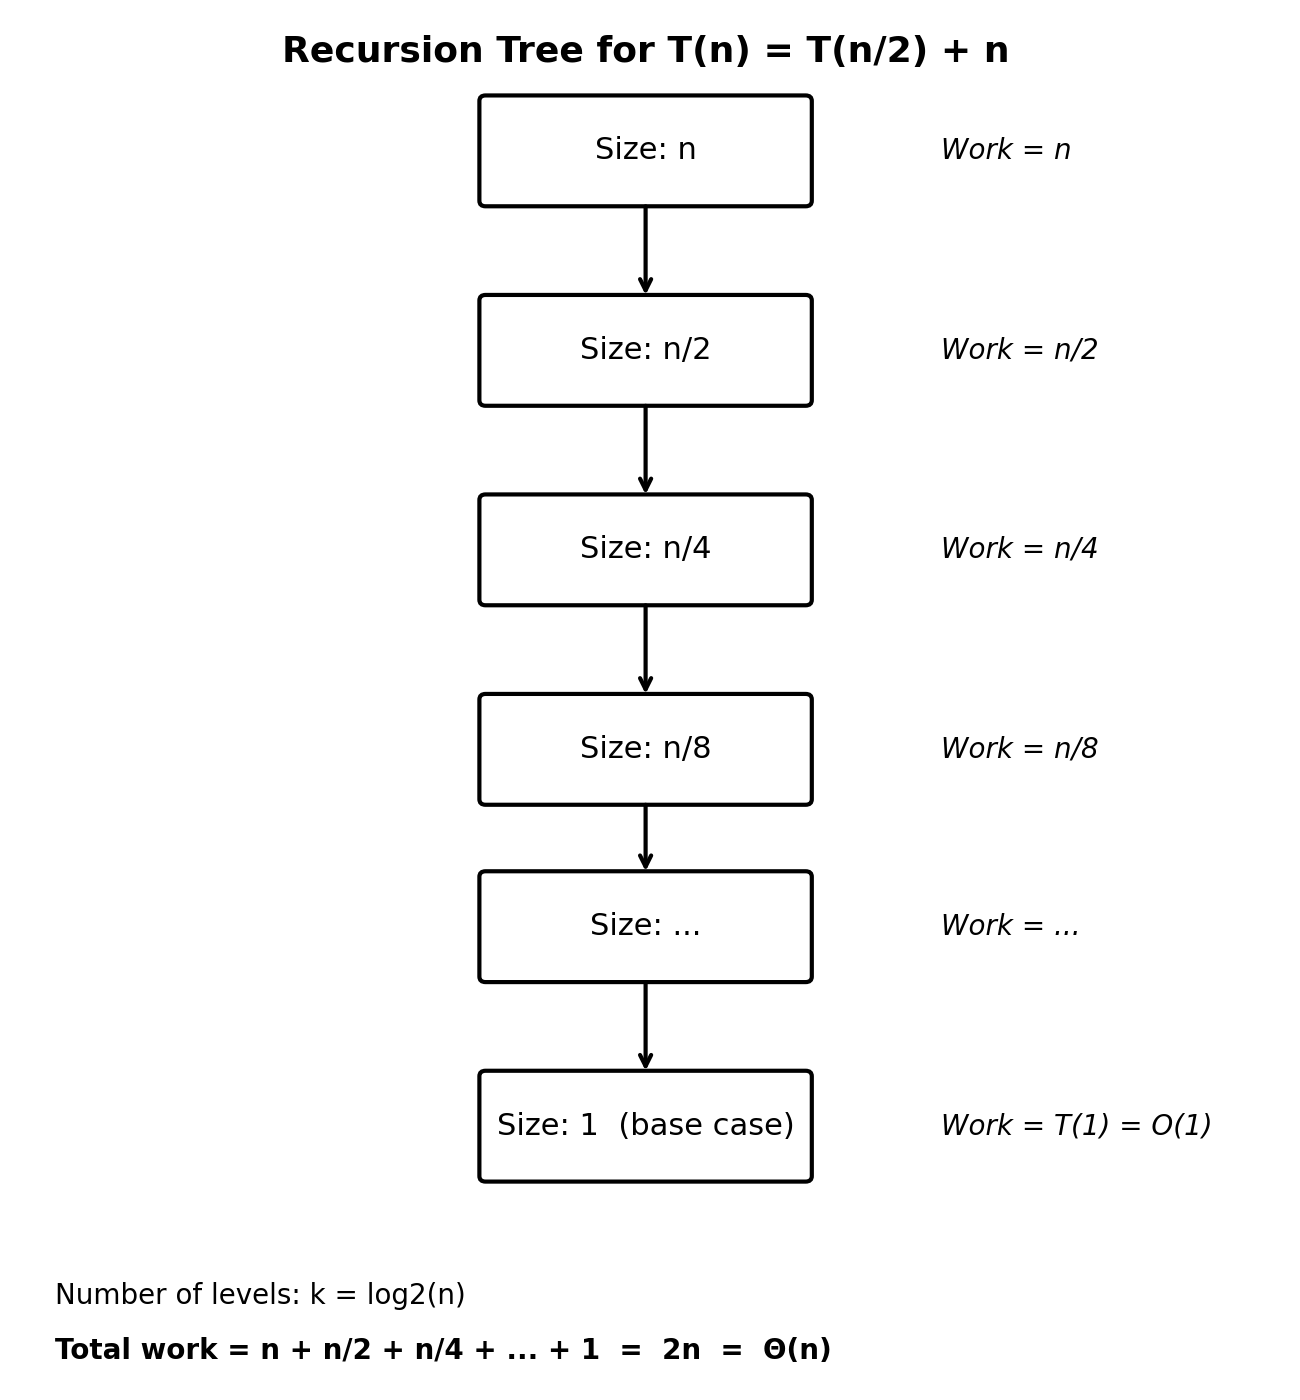 Recursion Tree for T(n) = T(n/2) + n
Size: n
Work = n
Size: n/2
Work = n/2
Size: n/4
Work = n/4
Size: n/8
Work = n/8
Size: ...
Work = ...
Size: 1  (base case)
Work = T(1) = O(1)
Number of levels: k = log2(n)
Total work = n + n/2 + n/4 + ... + 1  =  2n  =  Θ(n)